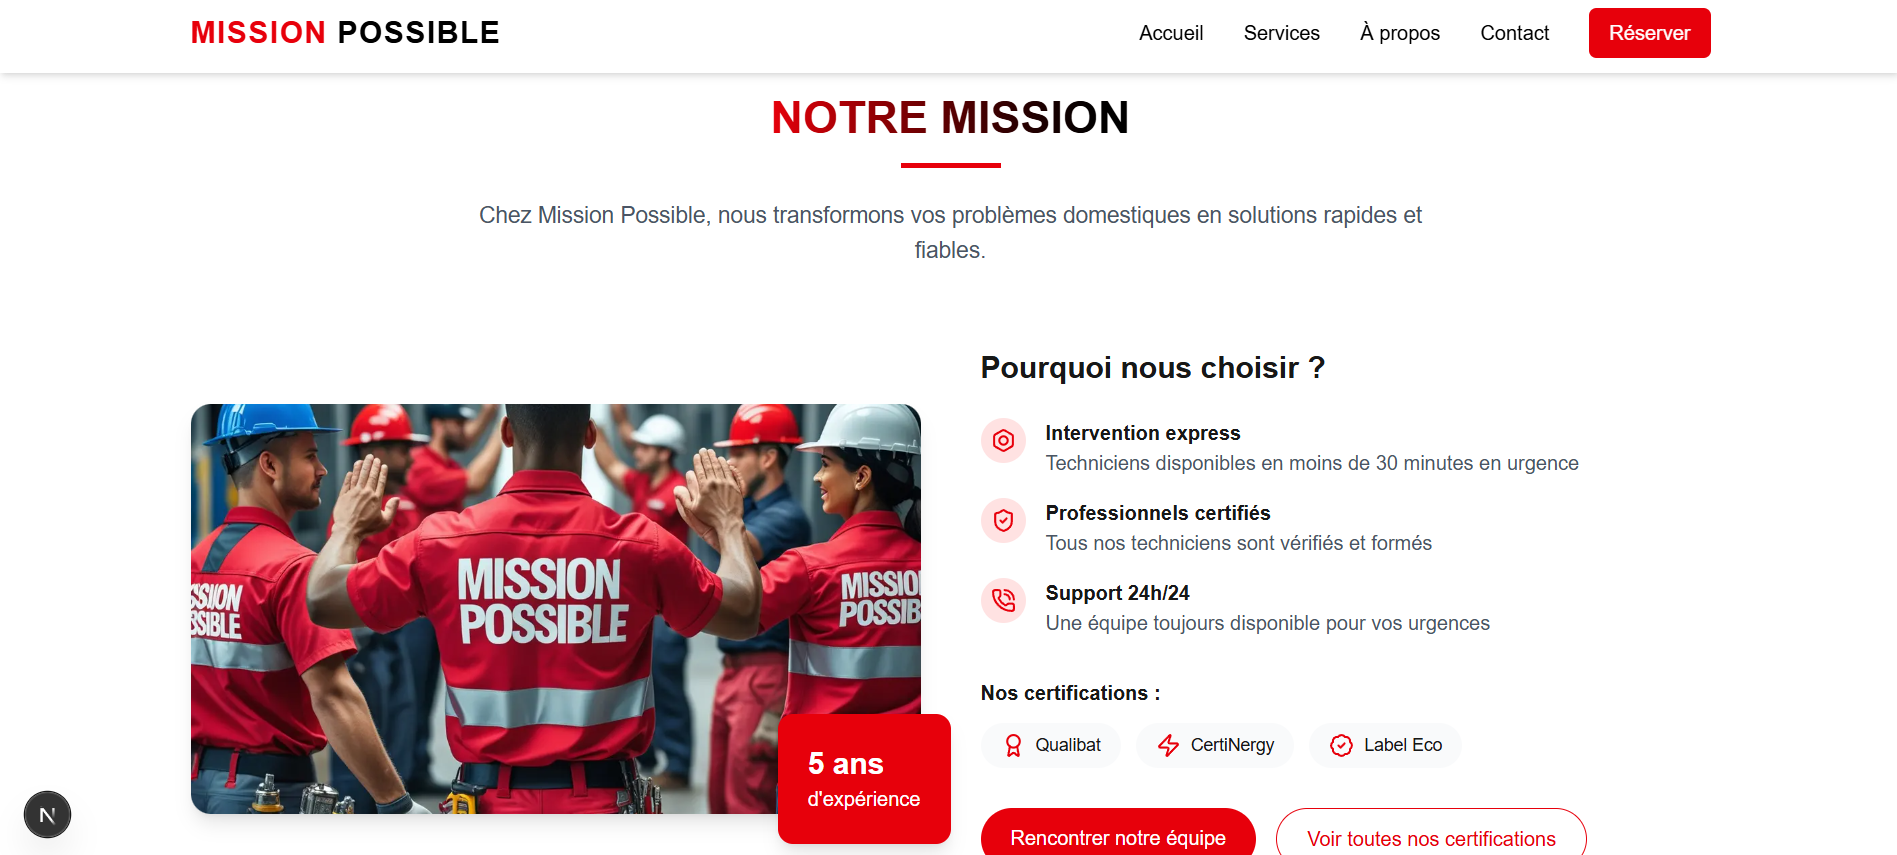 MISSION POSSIBLE
Accueil
Services
À propos
Contact
Réserver
NOTRE MISSION
Chez Mission Possible, nous transformons vos problèmes domestiques en solutions rapides et
fiables.
MISSION
POSSIBLE
MISSION
POSSIBLE
MISSIO
POSSIB
5 ans
d'expérience
Pourquoi nous choisir ?
Intervention express
Techniciens disponibles en moins de 30 minutes en urgence
Professionnels certifiés
Tous nos techniciens sont vérifiés et formés
Support 24h/24
Une équipe toujours disponible pour vos urgences
Nos certifications :
Qualibat
CertiNergy
Label Eco
Rencontrer notre équipe
Voir toutes nos certifications
N